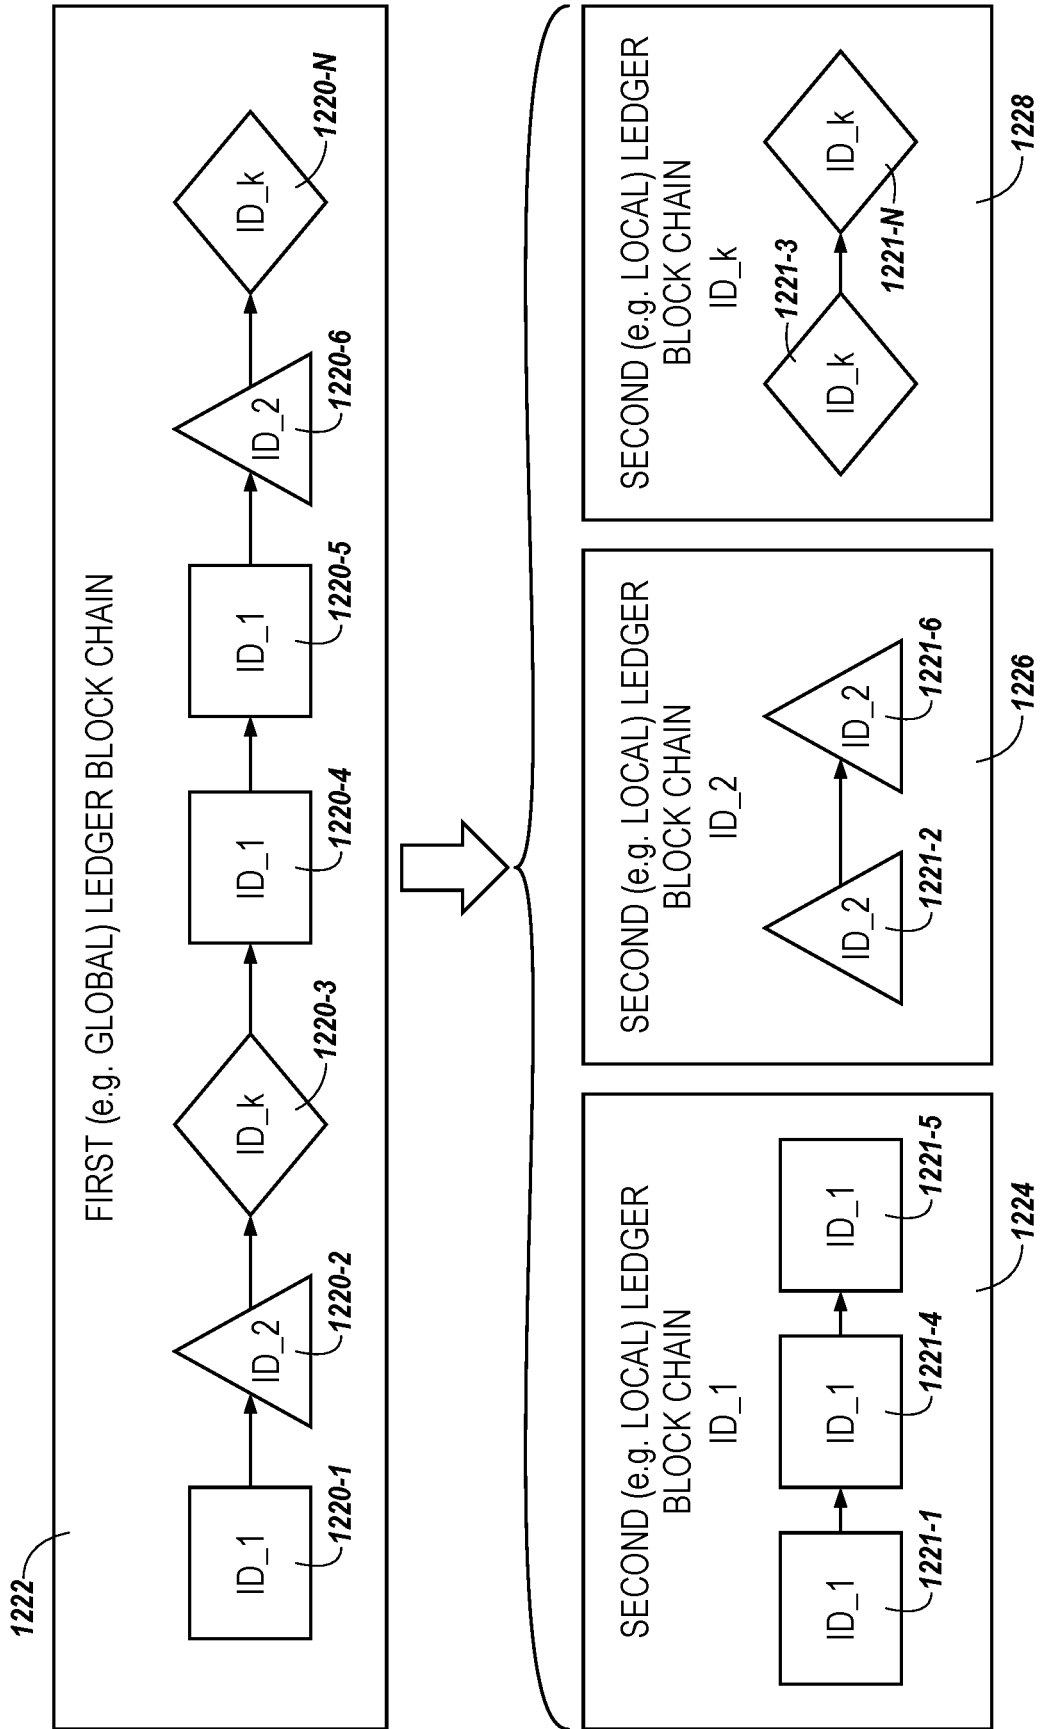 1222
FIRST (e.g. GLOBAL) LEDGER BLOCK CHAIN
ID_1
ID_2
ID_k
ID_1
ID_1
ID_2
ID_k
1220-1
1220-2
1220-3
1220-4
1220-5
1220-6
1220-N
SECOND (e.g. LOCAL) LEDGER
BLOCK CHAIN
ID_1
ID_1
ID_1
ID_1
1221-1
1221-4
1221-5
1224
SECOND (e.g. LOCAL) LEDGER
BLOCK CHAIN
ID_2
ID_2
ID_2
1221-2
1221-6
1226
SECOND (e.g. LOCAL) LEDGER
BLOCK CHAIN
ID_k
1221-3
ID_k
ID_k
1221-N
1228